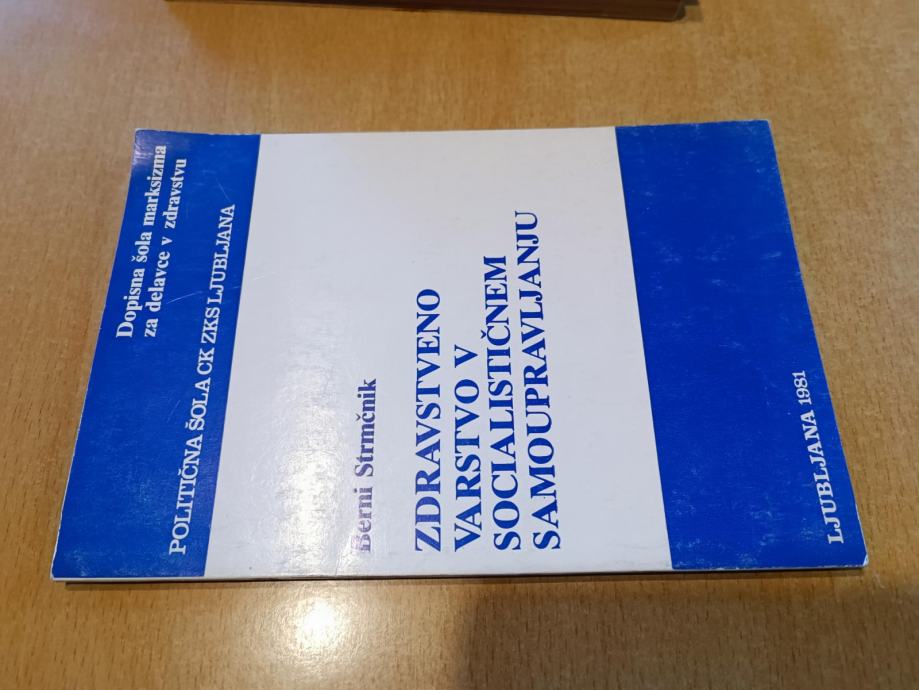 Dopisna šola marksizma
za delavce v zdravstvu
POLITIČNA ŠOLA CK ZKS LJUBLJANA
Berni Strmčnik
ZDRAVSTVENO
VARSTVO V
SOCIALISTIČNEM
SAMOUPRAVLJANJU
LJUBLJANA 1981